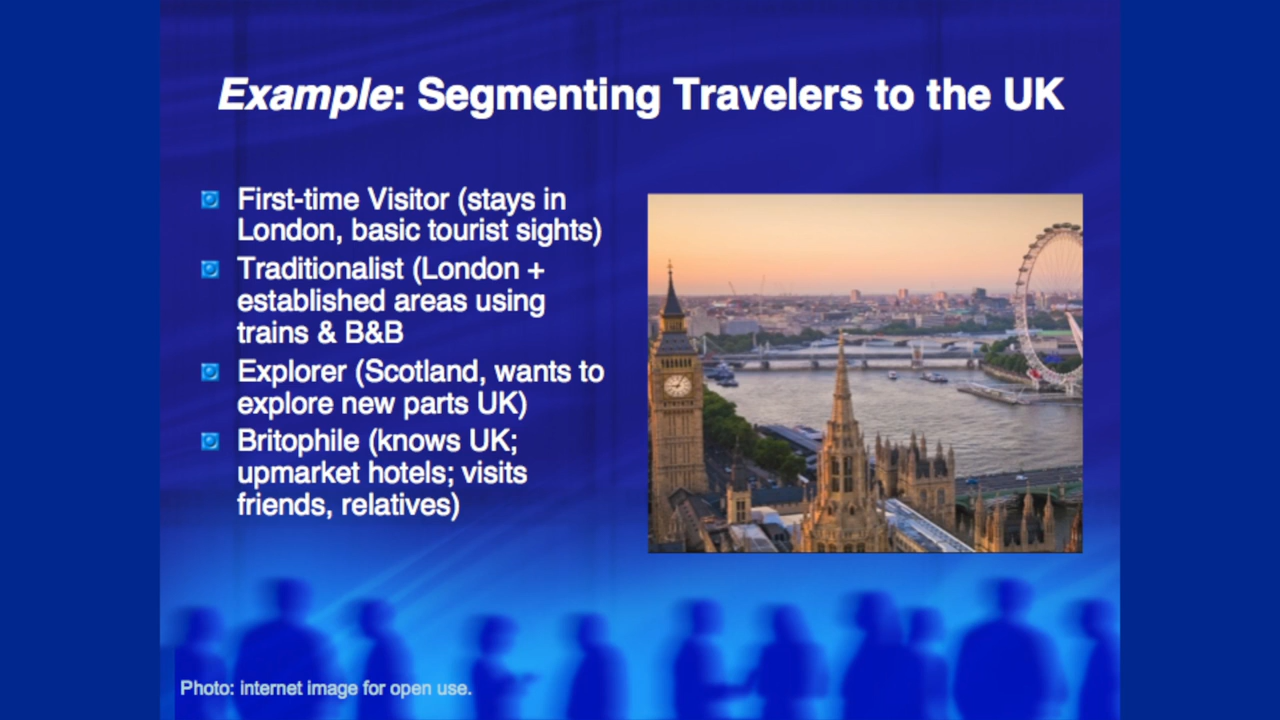 Example: Segmenting Travelers to the UK
First-time Visitor (stays in
London, basic tourist sights)
Traditionalist (London +
established areas using
trains & B&B
Explorer (Scotland, wants to
explore new parts UK)
Britophile (knows UK;
upmarket hotels; visits
friends, relatives)
Photo: internet image for open use.